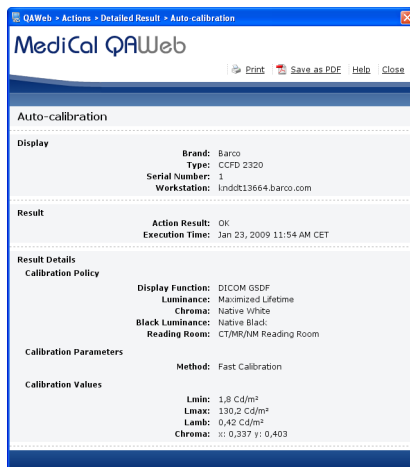 QAWeb > Actions > Detailed Result > Auto-calibration
MediCal QAWeb
Print Save as PDF Help Close
Auto-calibration
Display
Brand: Barco
Type: CCFD 2320
Serial Number: 1
Workstation: knddt13664.barco.com
Result
Action Result: OK
Execution Time: Jan 23, 2009 11:54 AM CET
Result Details
Calibration Policy
Display Function: DICOM GSDF
Luminance: Maximized Lifetime
Chroma: Native White
Black Luminance: Native Black
Reading Room: CT/MR/NM Reading Room
Calibration Parameters
Method: Fast Calibration
Calibration Values
Lmin: 1,8 Cd/m²
Lmax: 130,2 Cd/m²
Lamb: 0,42 Cd/m²
Chroma: x: 0,337 y: 0,403